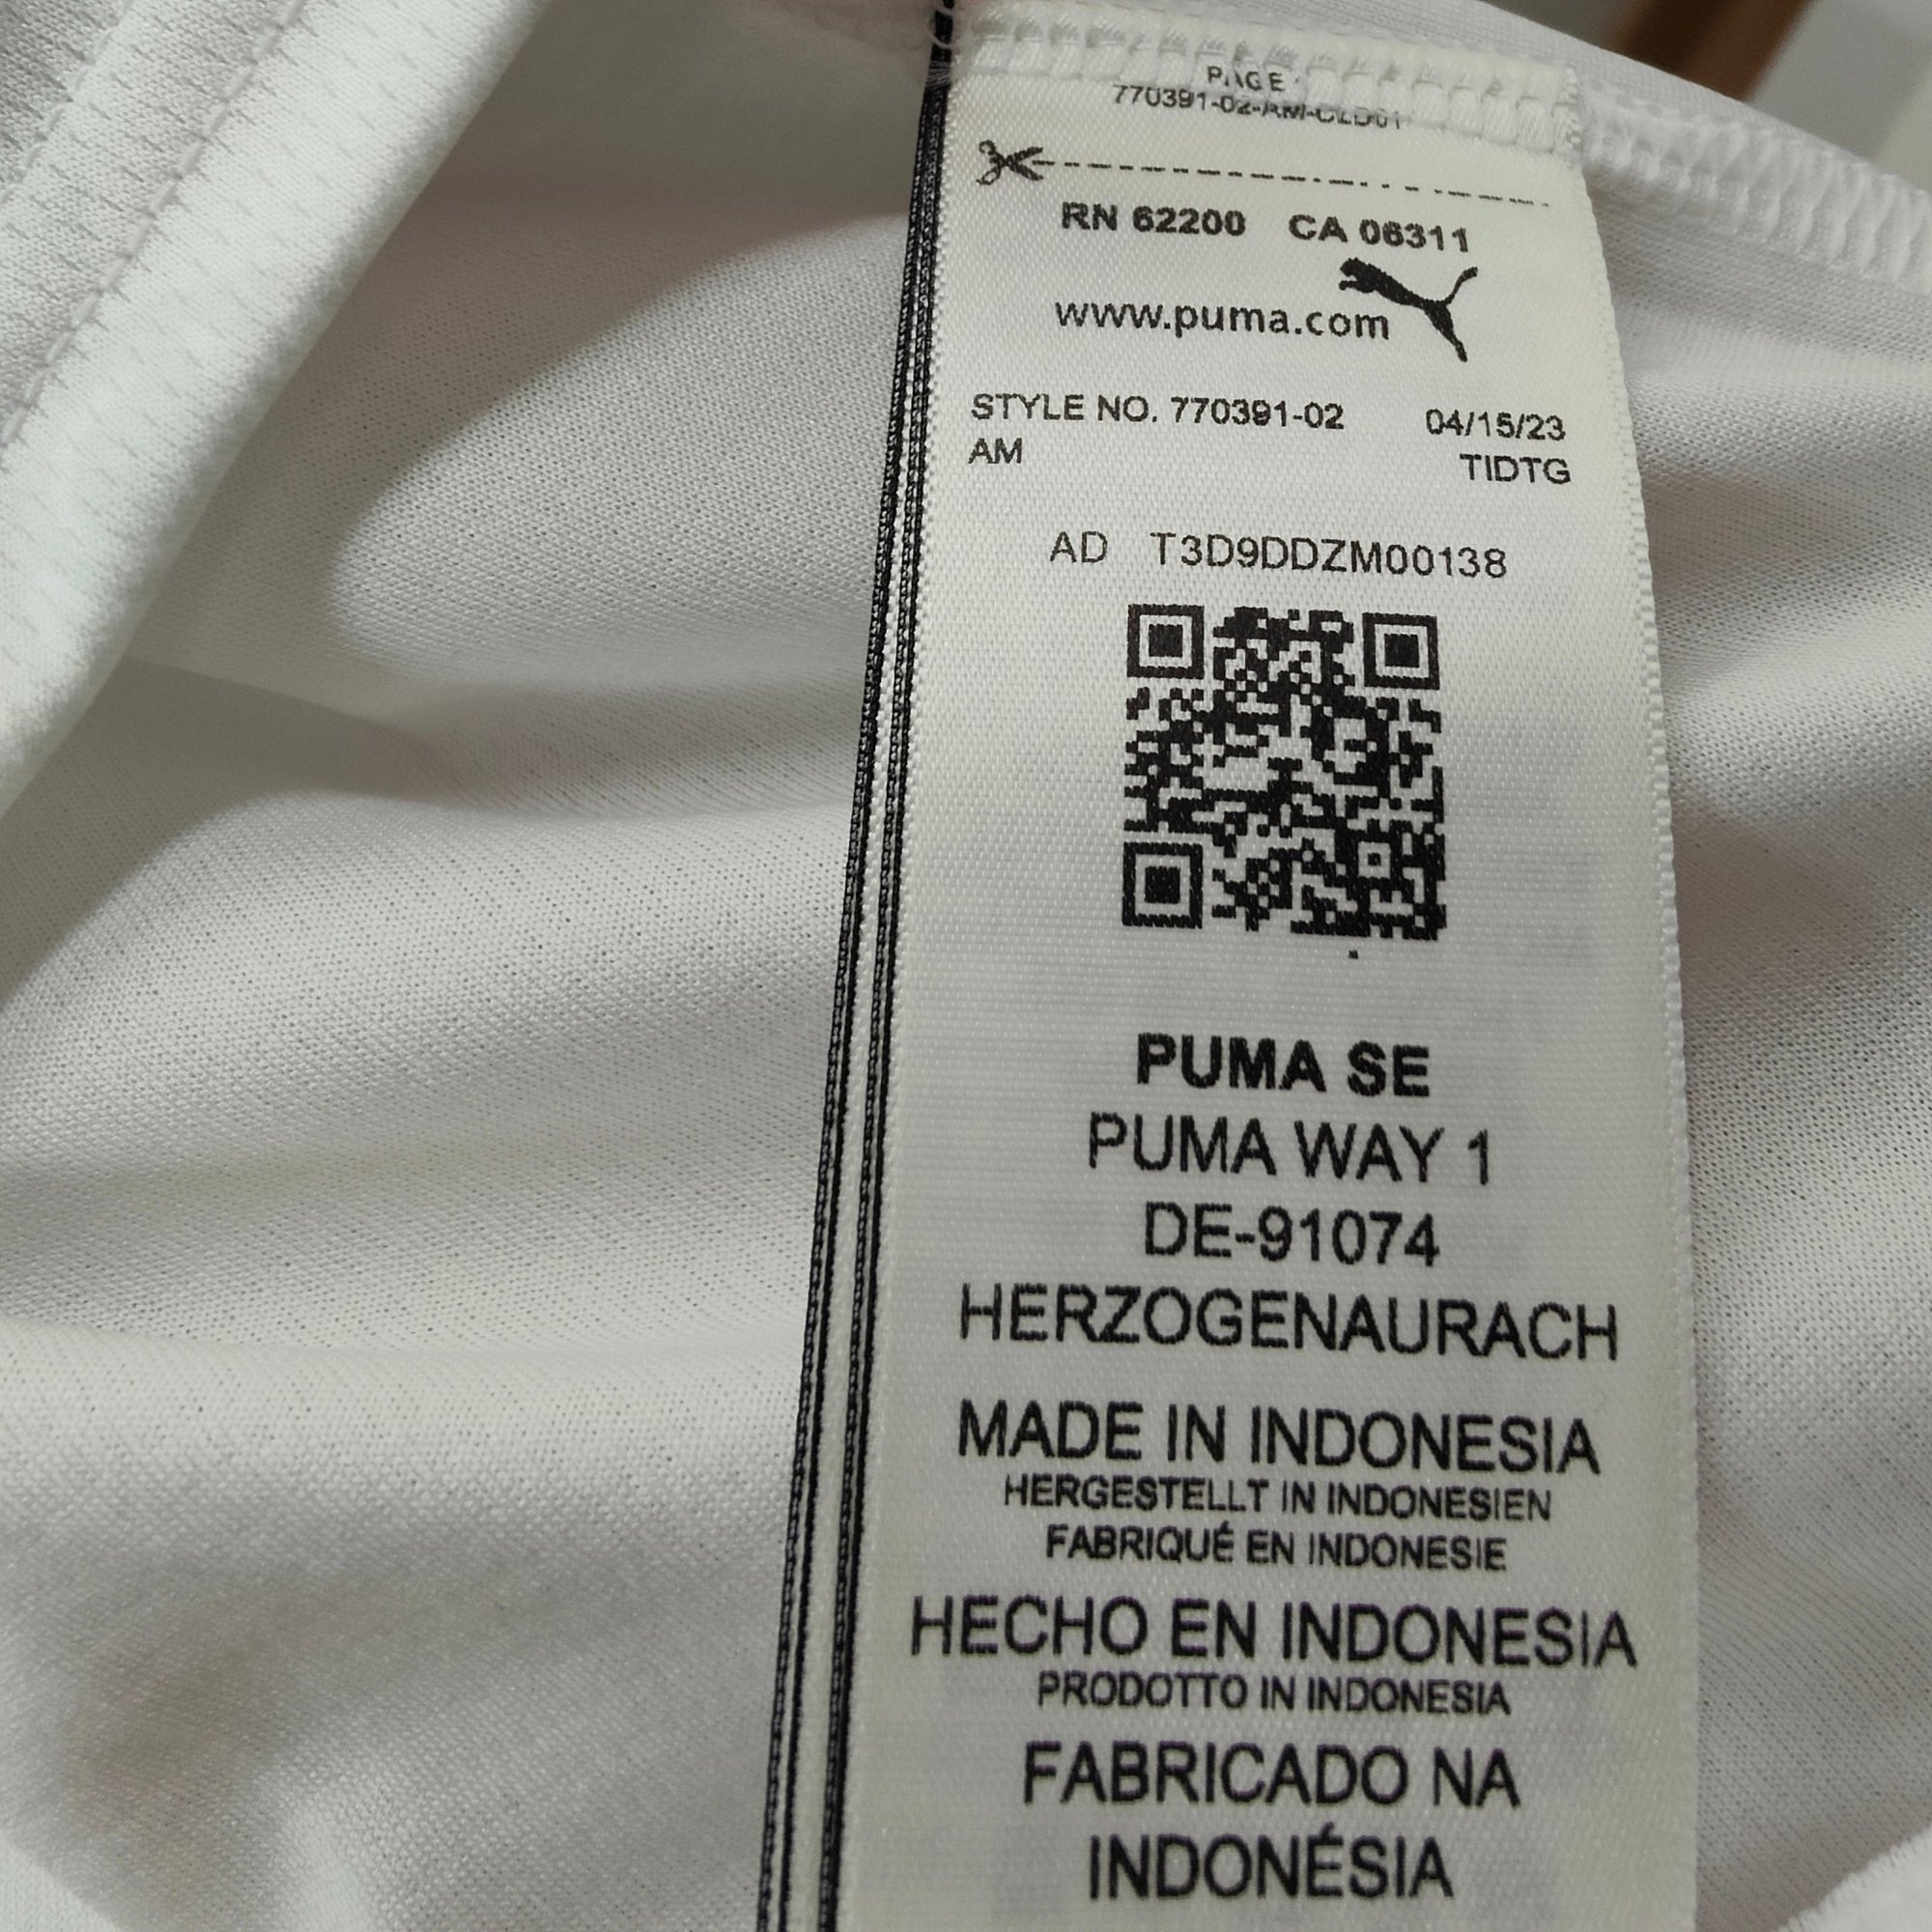 PAGE
770391-02-AM-CLD01
RN 62200 CA 06311
www.puma.com
STYLE NO. 770391-02 04/15/23
AM TIDTG
AD T3D9DDZM00138
PUMA SE
PUMA WAY 1
DE-91074
HERZOGENAURACH
MADE IN INDONESIA
HERGESTELLT IN INDONESIEN
FABRIQUÉ EN INDONESIE
HECHO EN INDONESIA
PRODOTTO IN INDONESIA
FABRICADO NA
INDONÉSIA